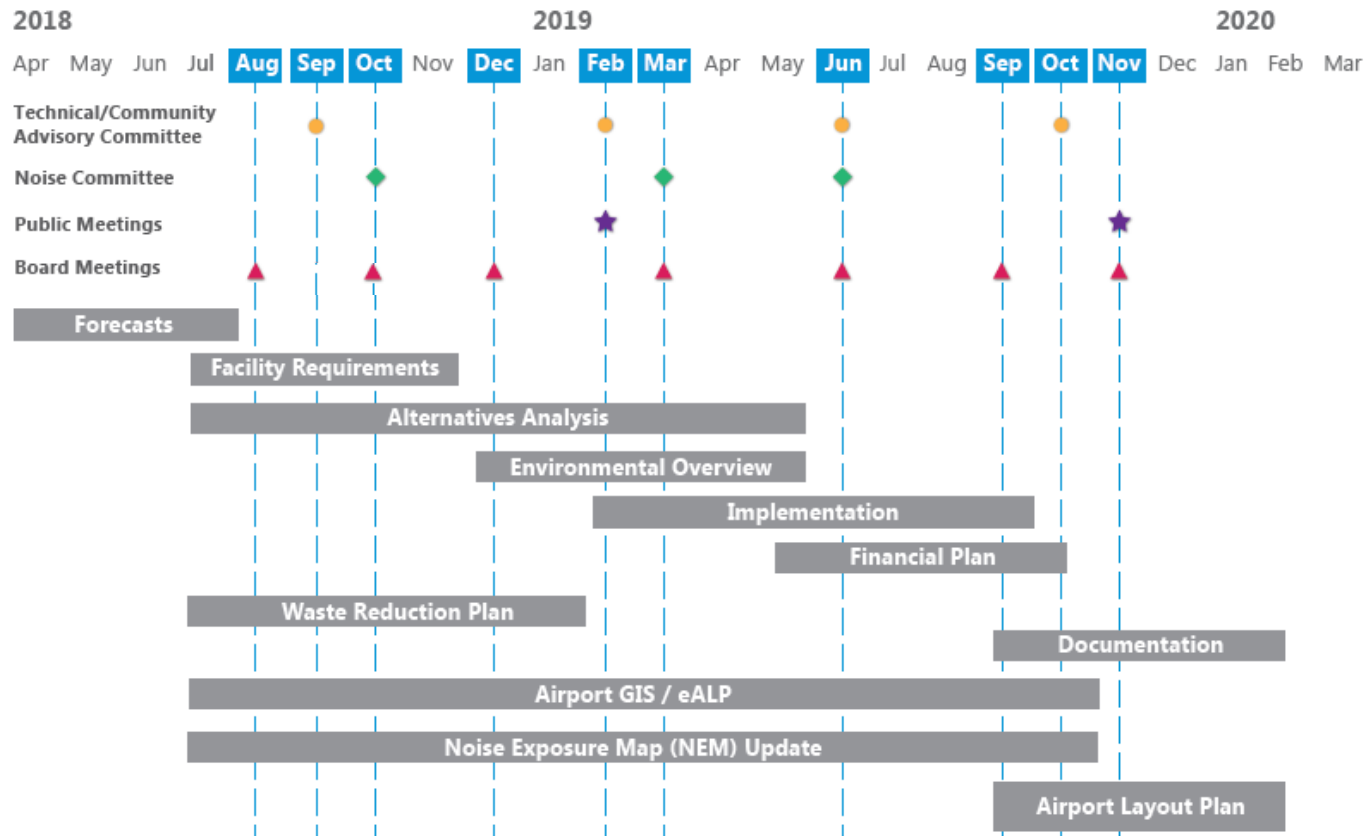 2018 2019 2020
Apr May Jun Jul Aug Sep Oct Nov Dec Jan Feb Mar Apr May Jun Jul Aug Sep Oct Nov Dec Jan Feb Mar
Technical/Community
Advisory Committee
Noise Committee
Public Meetings
Board Meetings
Forecasts
Facility Requirements
Alternatives Analysis
Environmental Overview
Implementation
Financial Plan
Waste Reduction Plan
Documentation
Airport GIS / eALP
Noise Exposure Map (NEM) Update
Airport Layout Plan